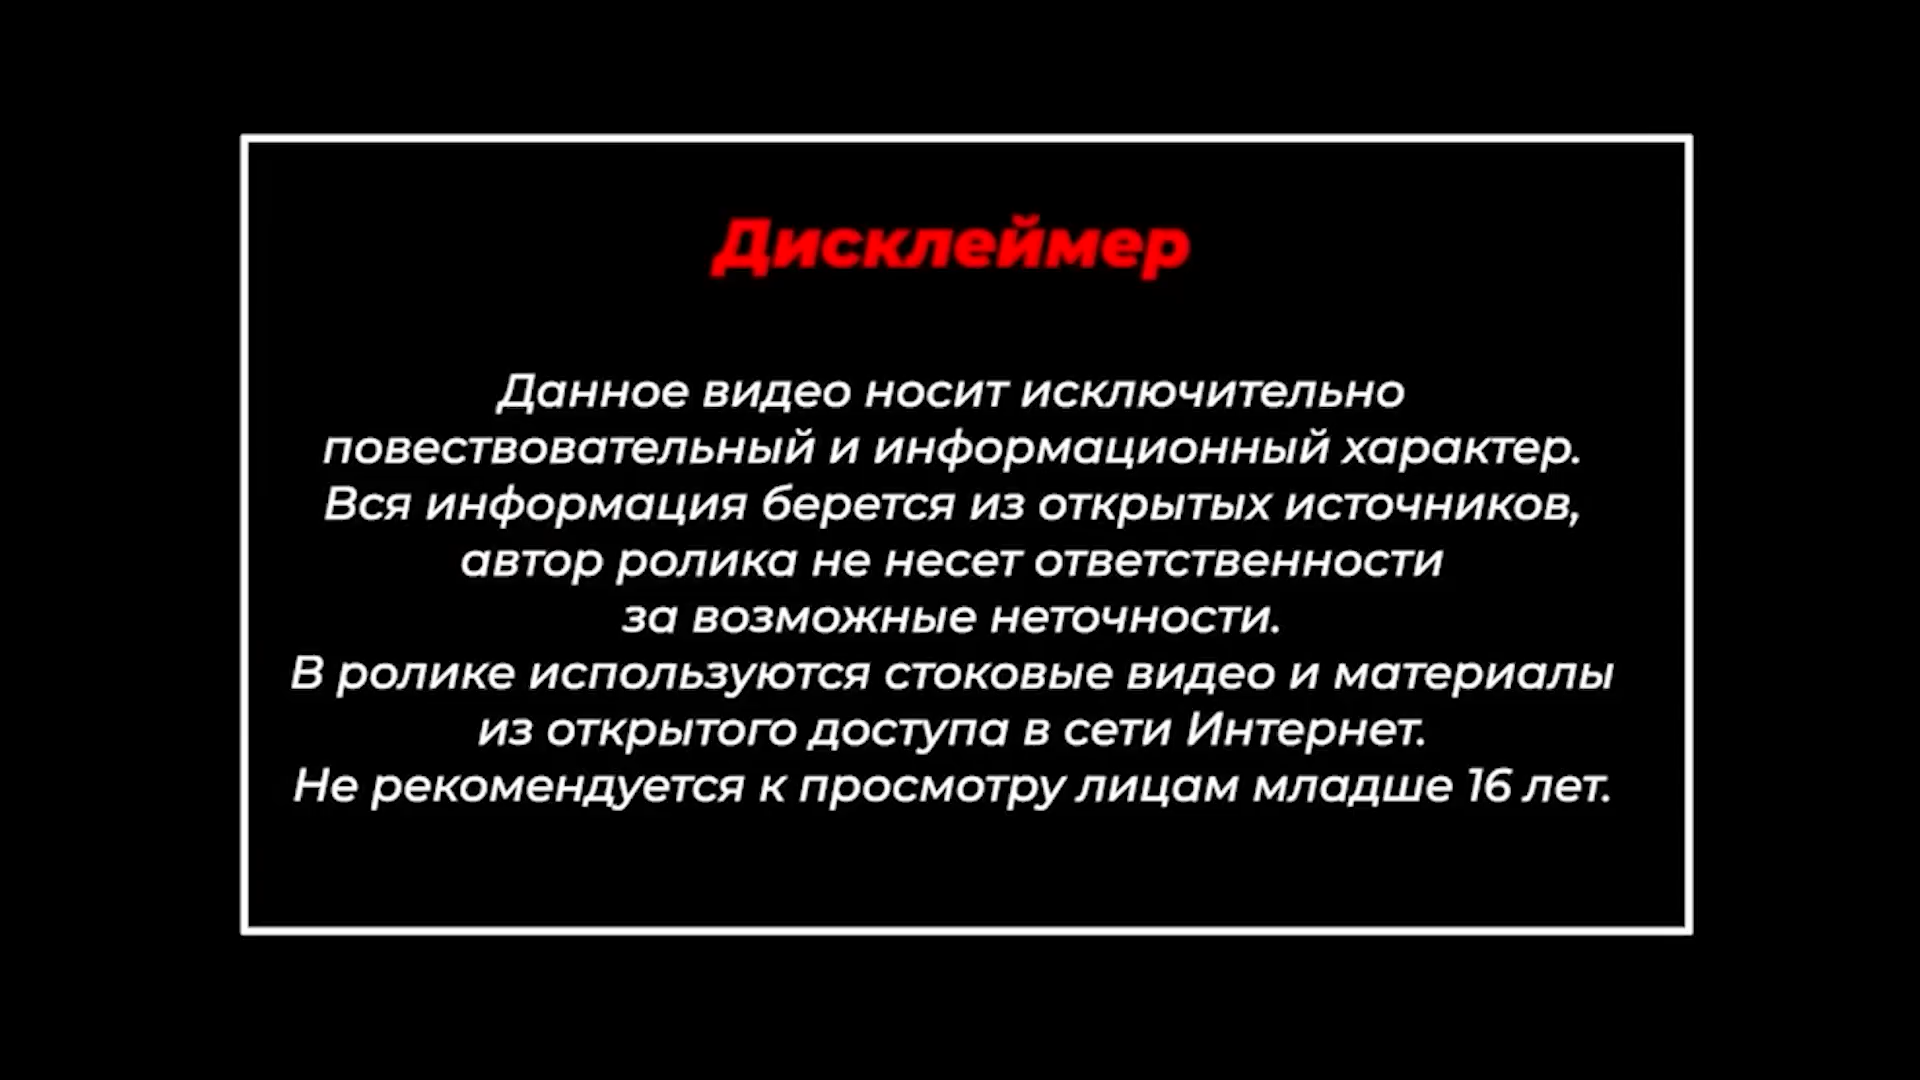 Дисклеймер
Данное видео носит исключительно
повествовательный и информационный характер.
Вся информация берется из открытых источников,
автор ролика не несет ответственности
за возможные неточности.
В ролике используются стоковые видео и материалы
из открытого доступа в сети Интернет.
Не рекомендуется к просмотру лицам младше 16 лет.